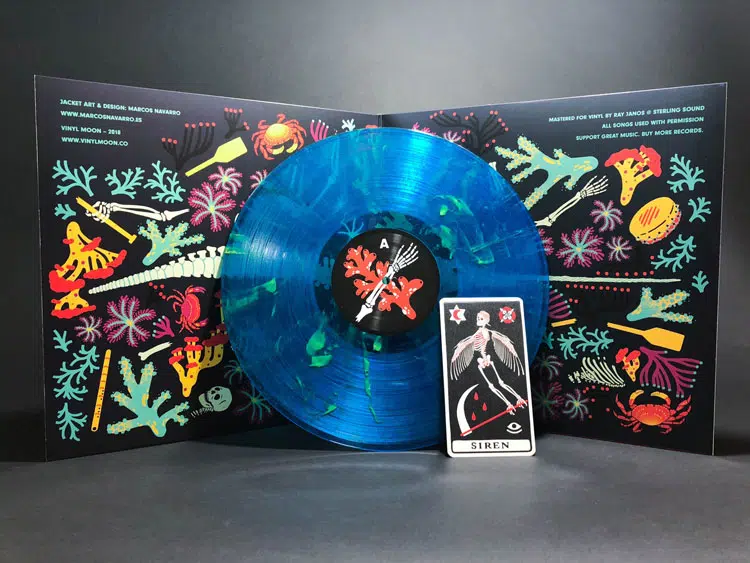 JACKET ART & DESIGN: MARCOS NAVARRO
WWW.MARCOSNAVARRO.ES
VINYL MOON – 2018
WWW.VINYLMOON.CO
MASTERED FOR VINYL BY RAY JANOS @ STERLING SOUND
ALL SONGS USED WITH PERMISSION
SUPPORT GREAT MUSIC. BUY MORE RECORDS.
A
SIREN